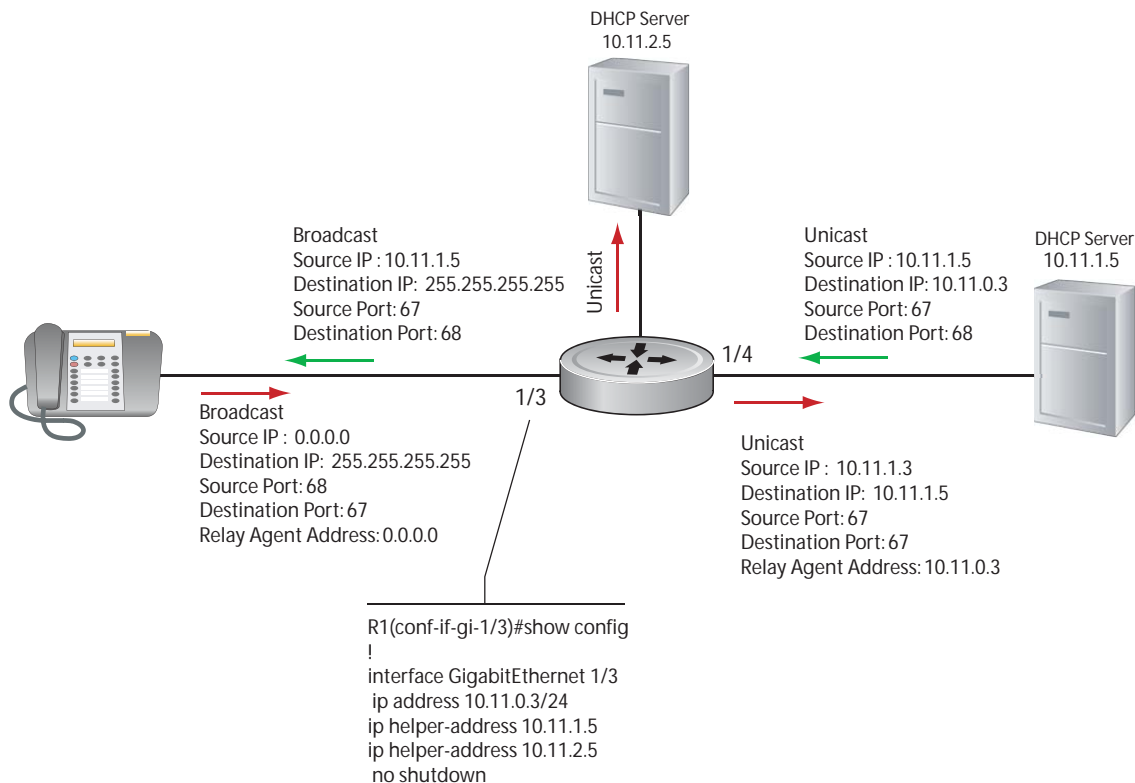 DHCP Server
10.11.2.5
Broadcast
Source IP : 10.11.1.5
Destination IP: 255.255.255.255
Source Port: 67
Destination Port: 68
Unicast
Unicast
Source IP : 10.11.1.5
Destination IP: 10.11.0.3
Source Port: 67
Destination Port: 68
DHCP Server
10.11.1.5
1/4
1/3
Broadcast
Source IP : 0.0.0.0
Destination IP: 255.255.255.255
Source Port: 68
Destination Port: 67
Relay Agent Address: 0.0.0.0
Unicast
Source IP : 10.11.1.3
Destination IP: 10.11.1.5
Source Port: 67
Destination Port: 67
Relay Agent Address: 10.11.0.3
R1(conf-if-gi-1/3)#show config
!
interface GigabitEthernet 1/3
ip address 10.11.0.3/24
ip helper-address 10.11.1.5
ip helper-address 10.11.2.5
no shutdown